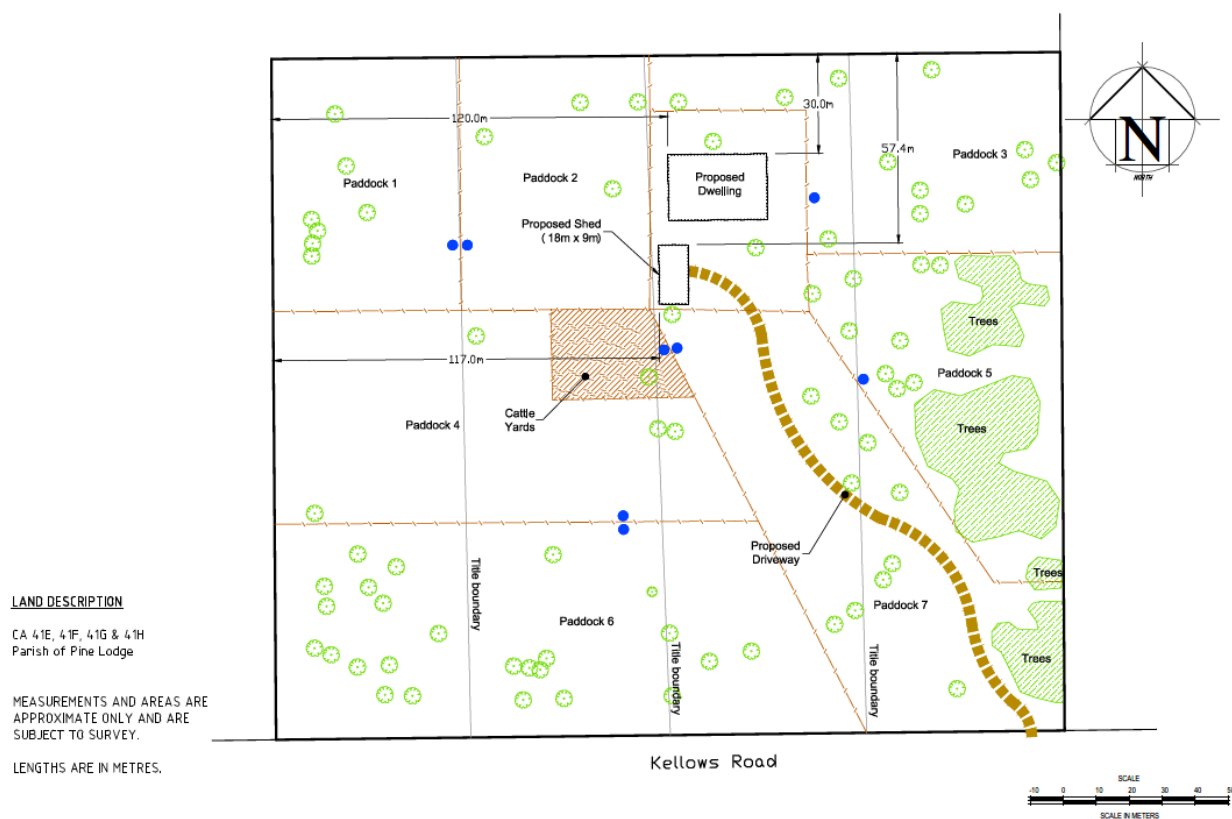 120.0m
30.0m
57.4m
Paddock 1
Paddock 2
Paddock 3
Proposed
Dwelling
Proposed Shed
( 18m x 9m)
N
NORTH
Trees
117.0m
Paddock 5
Cattle
Yards
Paddock 4
Trees
Proposed
Driveway
Title boundary
Trees
Paddock 6
Paddock 7
Title boundary
Title boundary
Trees
LAND DESCRIPTION
CA 41E, 41F, 41G & 41H
Parish of Pine Lodge
MEASUREMENTS AND AREAS ARE
APPROXIMATE ONLY AND ARE
SUBJECT TO SURVEY.
LENGTHS ARE IN METRES.
Kellows Road
SCALE
-10 0 10 20 30 40 50
SCALE IN METERS